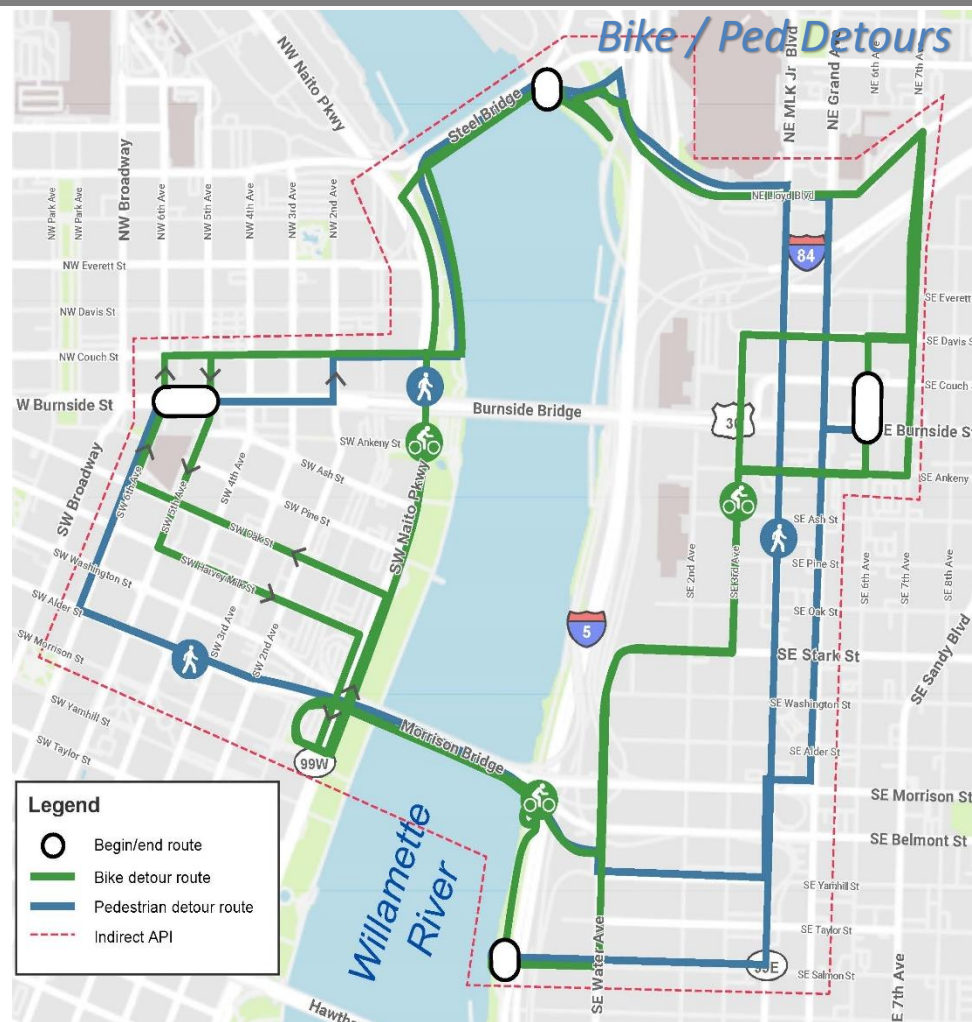 Bike / Ped Detours
NW Naito Pkwy
Steel Bridge
NE MLK Jr Blvd
NE Grand Ave
NE 6th Ave
NE 7th Ave
NW Park Ave
NW Park Ave
NW Broadway
NW 6th Ave
NW 5th Ave
NW 4th Ave
NW 3rd Ave
NW 2nd Ave
NE Lloyd Blvd
84
NW Everett St
SE Everett
NW Davis St
SE Davis S
NW Couch St
SE Couch
W Burnside St
Burnside Bridge
30
E Burnside St
SW Ankeny St
SE Ankeny
SW Broadway
SW 6th Ave
SW 5th Ave
SW 4th Ave
SW Ash St
SW Pine St
SW Oak St
SW Naito Pkwy
SW Washington St
SW Harvey Milk St
SW Alder St
SW 3rd Ave
SW 2nd Ave
SW Morrison St
SW Yamhill St
SW Taylor St
99W
Morrison Bridge
5
SE 2nd Ave
SE 3rd Ave
SE Ash St
SE Pine St
SE 6th Ave
SE 7th Ave
SE 8th Ave
SE Oak St
SE Stark St
SE Sandy Blvd
SE Washington St
SE Alder St
SE Morrison St
SE Belmont St
SE Yamhill St
SE Taylor St
SE Salmon St
99E
SE Water Ave
SE 7th Ave
Willamette
River
Hawtho
Legend
Begin/end route
Bike detour route
Pedestrian detour route
Indirect API